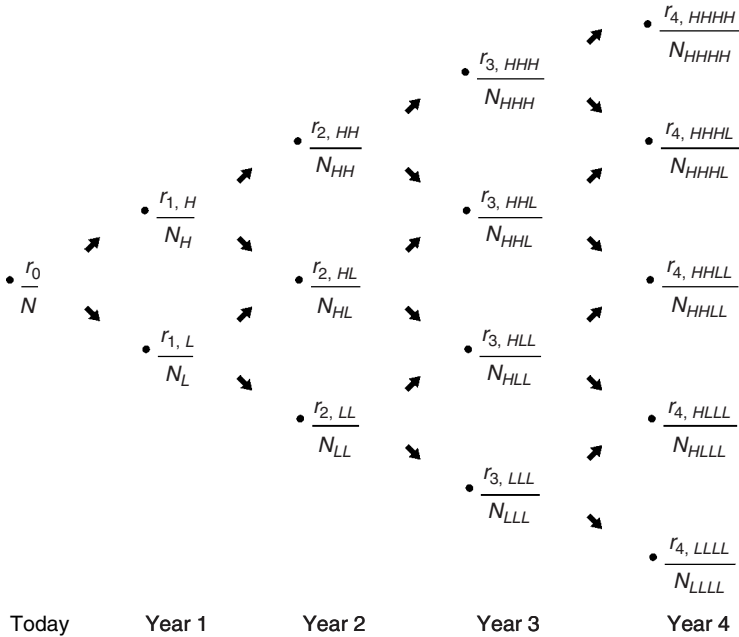 r4, HHHH
NHHHH
r3, HHH
NHHH
r2, HH
NHH
r4, HHHL
NHHHL
r1, H
NH
r3, HHL
NHHL
r0
N
r2, HL
NHL
r4, HHLL
NHHLL
r1, L
NL
r3, HLL
NHLL
r2, LL
NLL
r4, HLLL
NHLLL
r3, LLL
NLLL
r4, LLLL
NLLLL
Today Year 1 Year 2 Year 3 Year 4